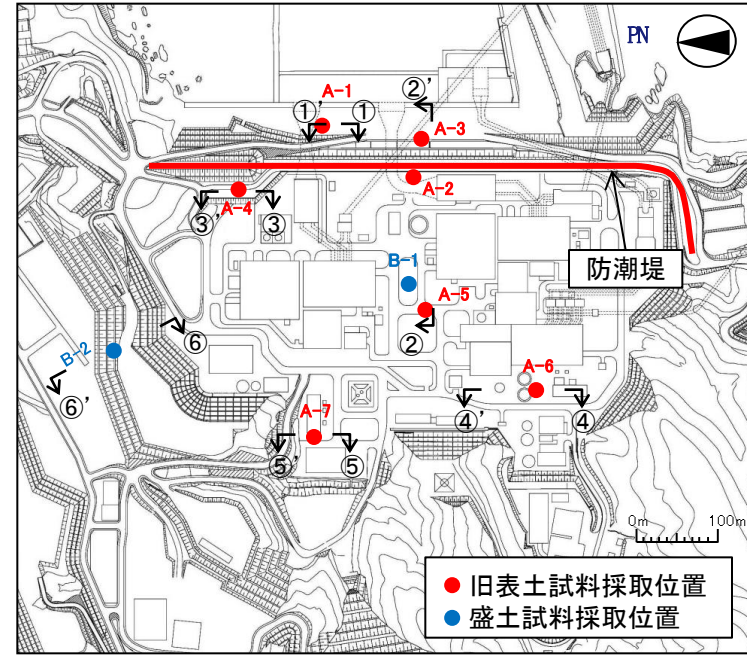 PN
②'
A-1
①'
①
A-3
A-2
③'
A-4
③
防潮堤
B-1
A-5
②
⑥
B-2
⑥'
A-6
④'
④
A-7
⑤'
⑤
0m 100m
旧表土試料採取位置
盛土試料採取位置